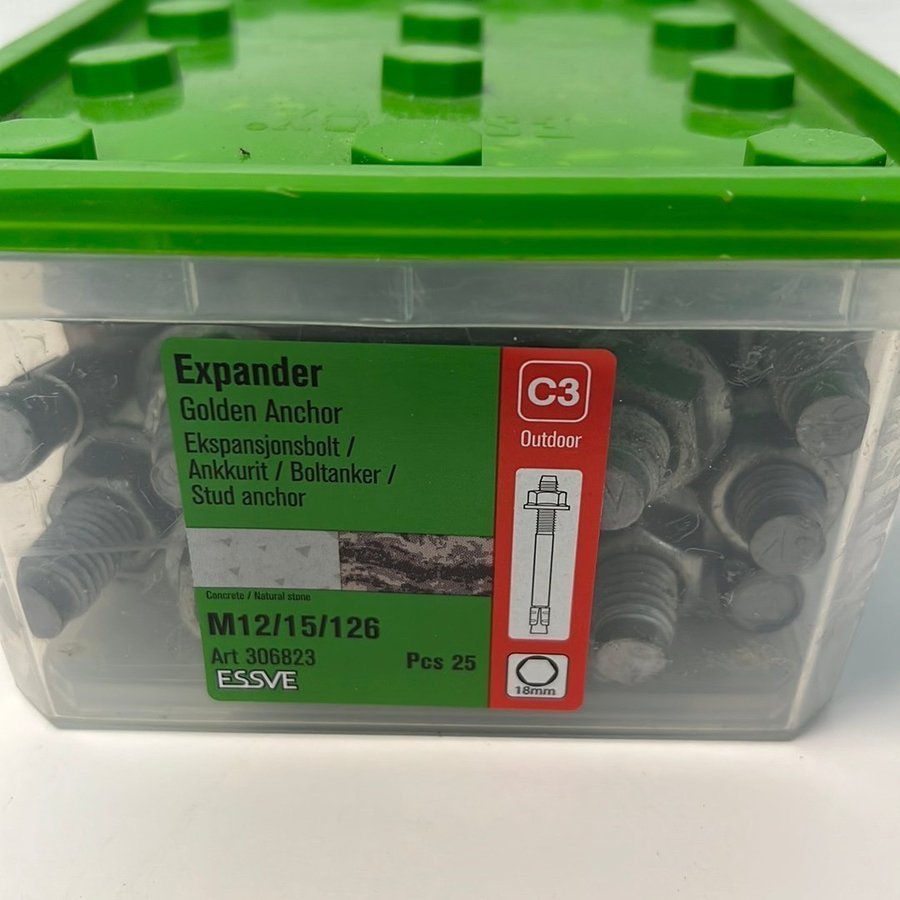 Expander
Golden Anchor
Ekspansjonsbolt /
Ankkurit / Boltanker /
Stud anchor
Concrete / Natural stone
M12/15/126
Art 306823
Pcs 25
ESSVE
C3
Outdoor
18mm